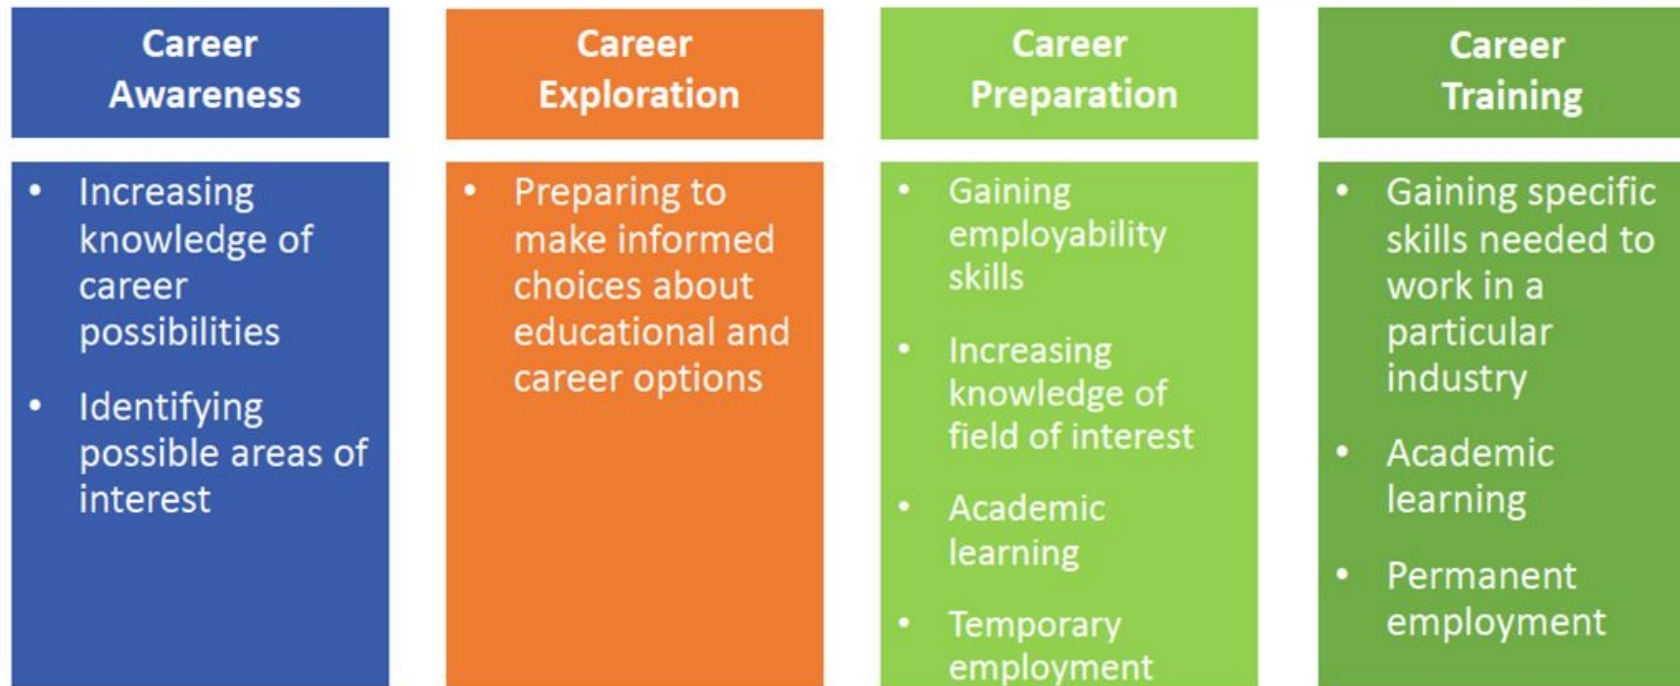 Career
Awareness
• Increasing
knowledge of
career
possibilities
• Identifying
possible areas of
interest
Career
Exploration
• Preparing to
make informed
choices about
educational and
career options
Career
Preparation
• Gaining
employability
skills
• Increasing
knowledge of
field of interest
• Academic
learning
• Temporary
employment
Career
Training
• Gaining specific
skills needed to
work in a
particular
industry
• Academic
learning
• Permanent
employment